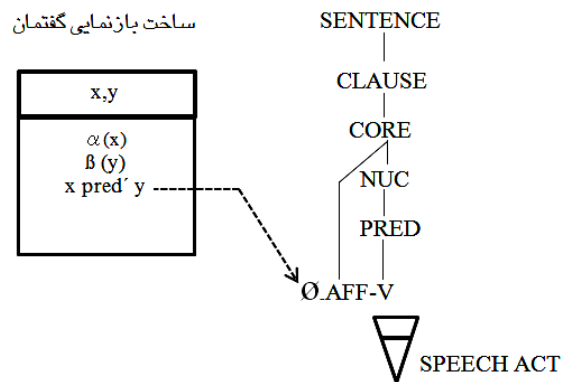 ساخت بازنمایی گفتمان
x,y
α(x)
ß (y)
x pred´ y
SENTENCE
CLAUSE
CORE
NUC
PRED
Ø.AFF-V
SPEECH ACT